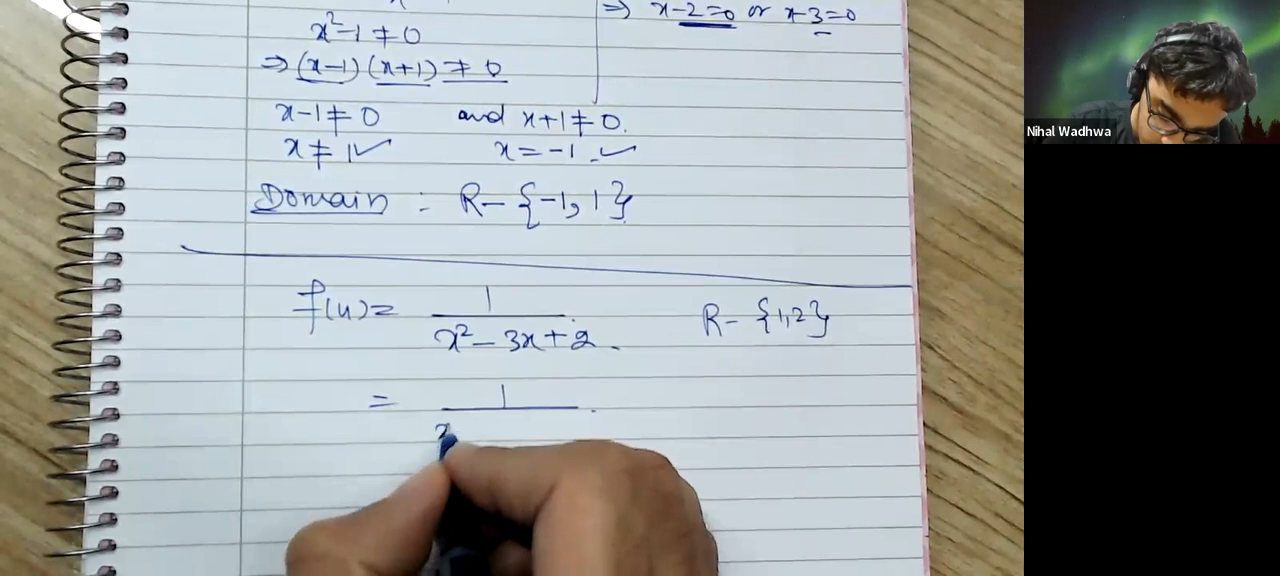 ⇒ x-2=0 or x-3=0
x²-1≠0
⇒ (x-1) (x+1) ≠ 0
x-1≠0 and x+1≠0.
x≠1✓ x=-1.✓
Domain : R-{-1, 1}
f(x)= 1/(x²-3x+2). R-{1,2}
= 1/x
Nihal Wadhwa